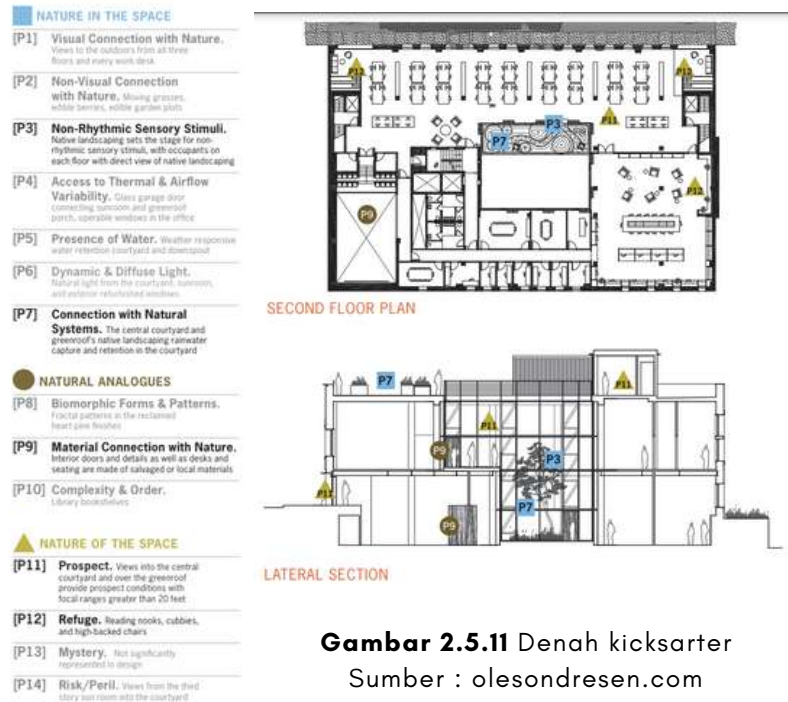 NATURE IN THE SPACE
[P1] Visual Connection with Nature.
Views to the outdoors from all three
floors and every work desk
[P2] Non-Visual Connection
with Nature. Moving grasses,
edible berries, edible garden plots
[P3] Non-Rhythmic Sensory Stimuli.
Native landscaping sets the stage for non-
rhythmic sensory stimuli, with occupants on
each floor with direct view of native landscaping
[P4] Access to Thermal & Airflow
Variability. Glass garage door
connecting sunroom and greenroof
porch, operable windows in the office
[P5] Presence of Water. Weather responsive
water retention courtyard and downspout
[P6] Dynamic & Diffuse Light.
Natural light from the courtyard, sunroom,
and exterior refurbished windows
[P7] Connection with Natural
Systems. The central courtyard and
greenroof's native landscaping rainwater
capture and retention in the courtyard
NATURAL ANALOGUES
[P8] Biomorphic Forms & Patterns.
Fractal patterns in the reclaimed
heart pine finishes
[P9] Material Connection with Nature.
Interior doors and details as well as desks and
seating are made of salvaged or local materials
[P10] Complexity & Order.
Library bookshelves
NATURE OF THE SPACE
[P11] Prospect. Views into the central
courtyard and over the greenroof
provide prospect conditions with
focal ranges greater than 20 feet
[P12] Refuge. Reading nooks, cubbies,
and high-backed chairs
[P13] Mystery. Not significantly
represented in design
[P14] Risk/Peril. Views from the third
story sun room into the courtyard
P12
P12
P11
P3
P7
P12
P9
SECOND FLOOR PLAN
P7
P11
P11
P9
P3
P11
P7
P9
LATERAL SECTION
Gambar 2.5.11 Denah kicksarter
Sumber : olesondresen.com